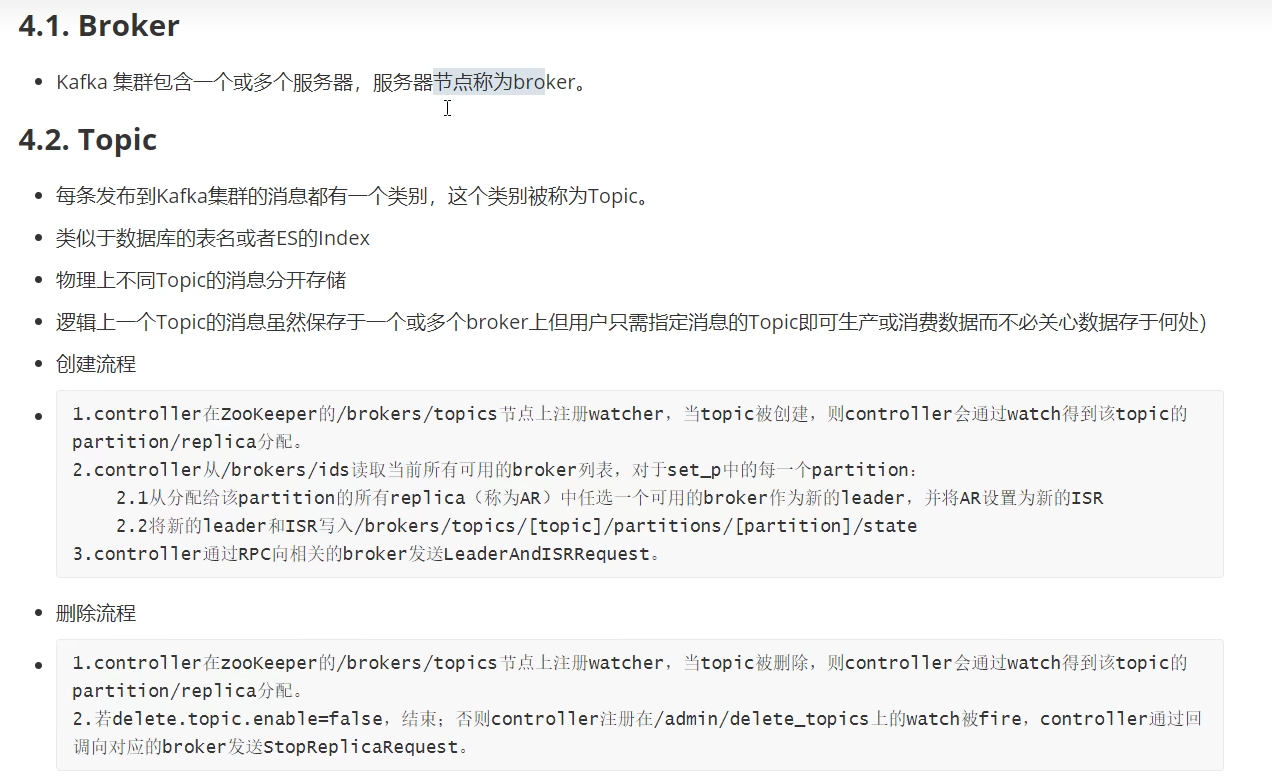 4.1. Broker
Kafka 集群包含一个或多个服务器，服务器节点称为broker。
4.2. Topic
每条发布到Kafka集群的消息都有一个类别，这个类别被称为Topic。
类似于数据库的表名或者ES的Index
物理上不同Topic的消息分开存储
逻辑上一个Topic的消息虽然保存于一个或多个broker上但用户只需指定消息的Topic即可生产或消费数据而不必关心数据存于何处）
创建流程
1.controller在ZooKeeper的/brokers/topics节点上注册watcher，当topic被创建，则controller会通过watch得到该topic的
partition/replica分配。
2.controller从/brokers/ids读取当前所有可用的broker列表，对于set_p中的每一个partition：
2.1从分配给该partition的所有replica（称为AR）中任选一个可用的broker作为新的leader，并将AR设置为新的ISR
2.2将新的leader和ISR写入/brokers/topics/[topic]/partitions/[partition]/state
3.controller通过RPC向相关的broker发送LeaderAndISRRequest。
删除流程
1.controller在zooKeeper的/brokers/topics节点上注册watcher，当topic被删除，则controller会通过watch得到该topic的
partition/replica分配。
2.若delete.topic.enable=false，结束；否则controller注册在/admin/delete_topics上的watch被fire，controller通过回
调向对应的broker发送StopReplicaRequest。